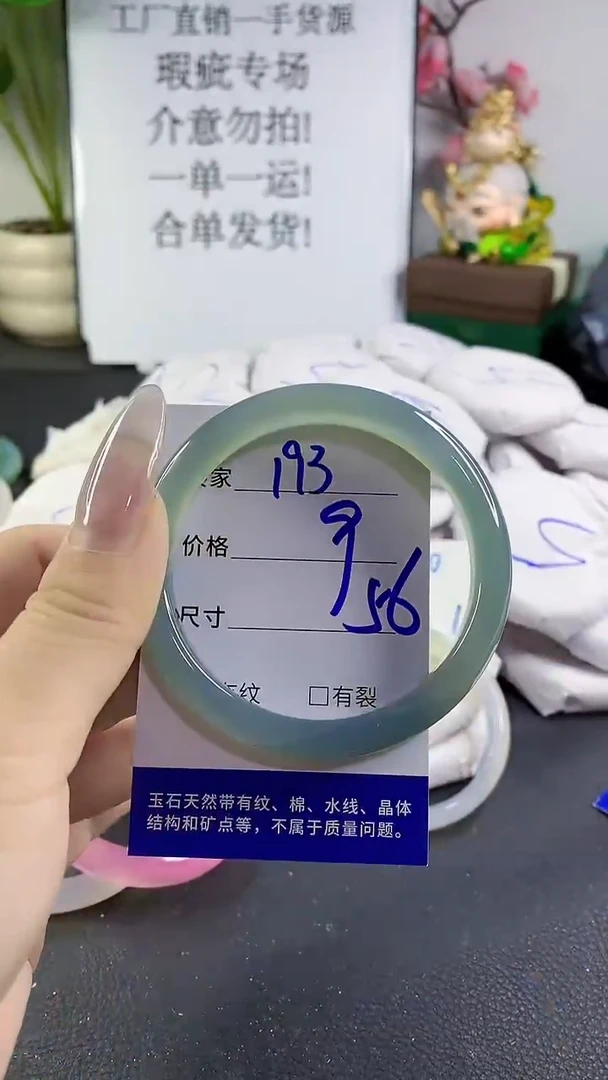 工厂直销一手货源
瑕疵专场
介意勿拍!
一单一运!
合单发货!
家 193
价格 9
尺寸 56
纹 □有裂
玉石天然带有纹、棉、水线、晶体
结构和矿点等，不属于质量问题。